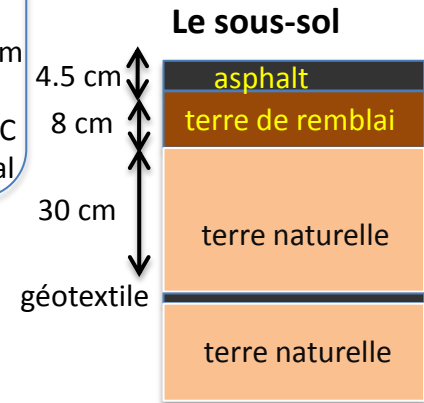 Le sous-sol
m
4.5 cm
asphalt
8 cm
terre de remblai
C
al
30 cm
terre naturelle
géotextile
terre naturelle